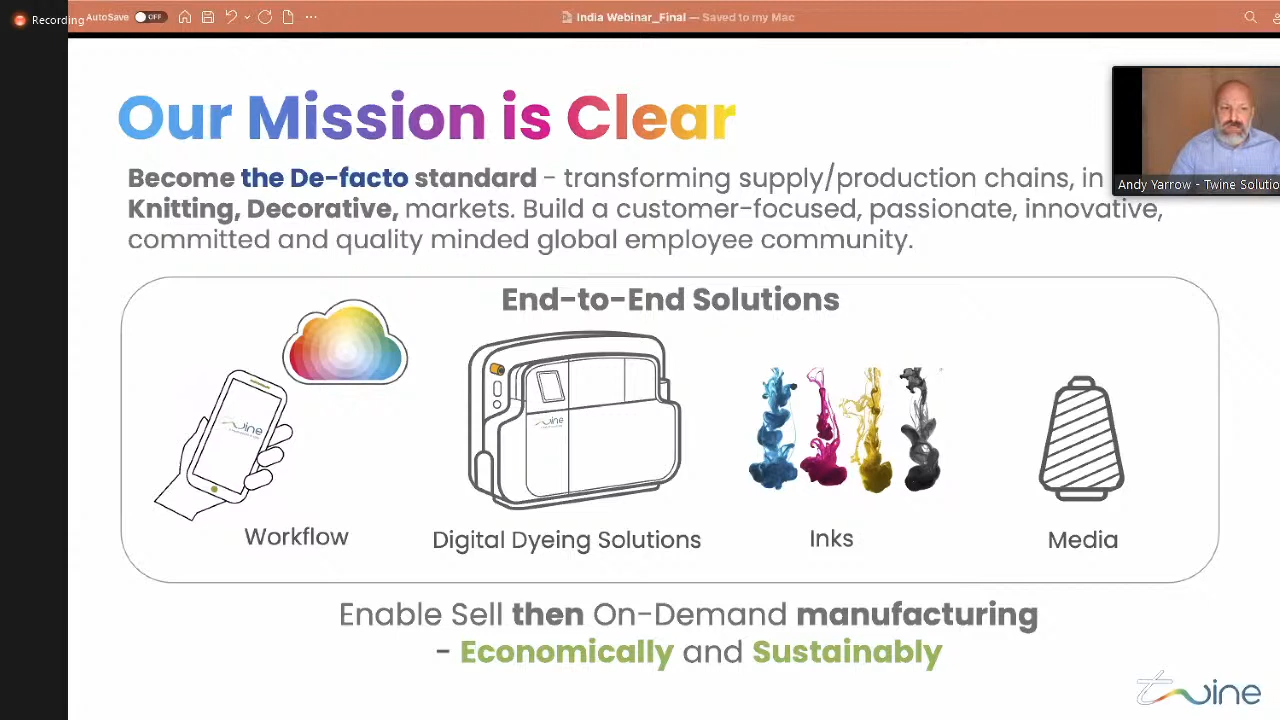 Recording
AutoSave OFF
India Webinar_Final — Saved to my Mac
Our Mission is Clear
Become the De-facto standard - transforming supply/production chains, in
Knitting, Decorative, markets. Build a customer-focused, passionate, innovative,
committed and quality minded global employee community.
Andy Yarrow - Twine Solutio
End-to-End Solutions
twine
twine
Workflow
Digital Dyeing Solutions
Inks
Media
Enable Sell then On-Demand manufacturing
- Economically and Sustainably
twine